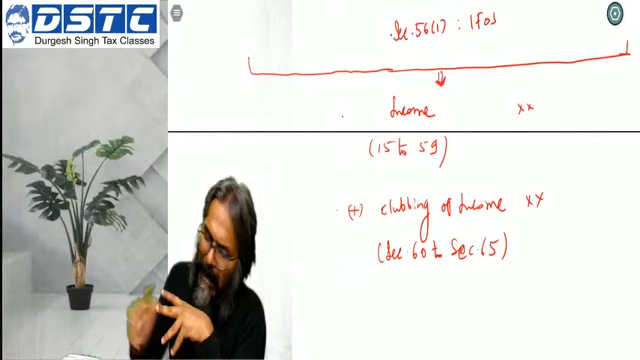 DSTC
Durgesh Singh Tax Classes
Sec. 56(1) : IFOS
Income xx
(15 to 59)
(+) clubbing of Income xx
(Sec. 60 to Sec. 65)